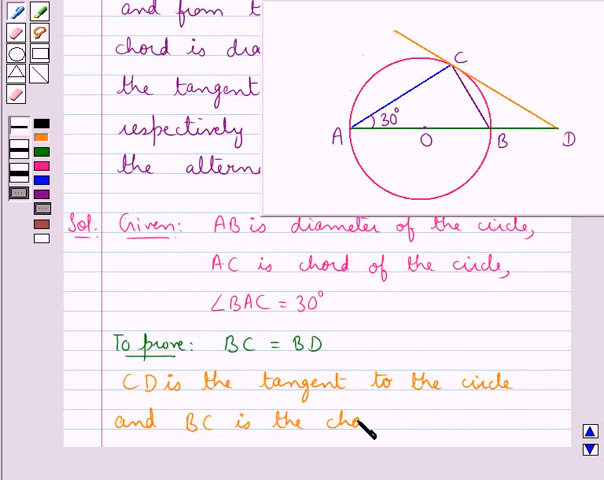 and from t
chord is dra
the tangent
respectively
the altern
C
30°
A
O
B
D
Sol. Given: AB is diameter of the circle,
AC is chord of the circle,
∠BAC = 30°
To prove: BC = BD
CD is the tangent to the circle
and BC is the cho